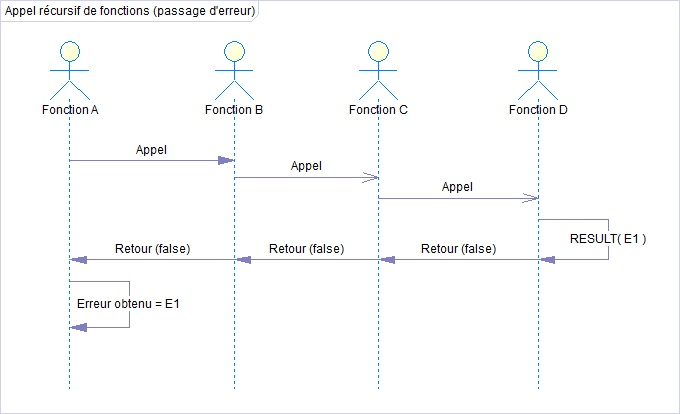 Appel récursif de fonctions (passage d'erreur)
Fonction A
Fonction B
Fonction C
Fonction D
Appel
Appel
Appel
RESULT( E1 )
Retour (false)
Retour (false)
Retour (false)
Erreur obtenu = E1